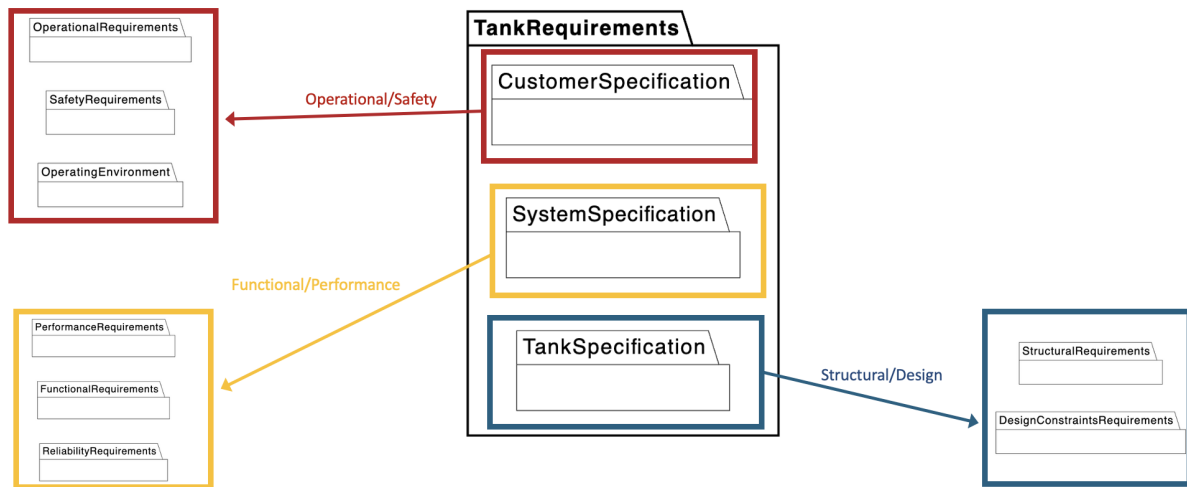 OperationalRequirements
SafetyRequirements
OperatingEnvironment
Operational/Safety
TankRequirements
CustomerSpecification
SystemSpecification
TankSpecification
Functional/Performance
PerformanceRequirements
FunctionalRequirements
ReliabilityRequirements
Structural/Design
StructuralRequirements
DesignConstraintsRequirements